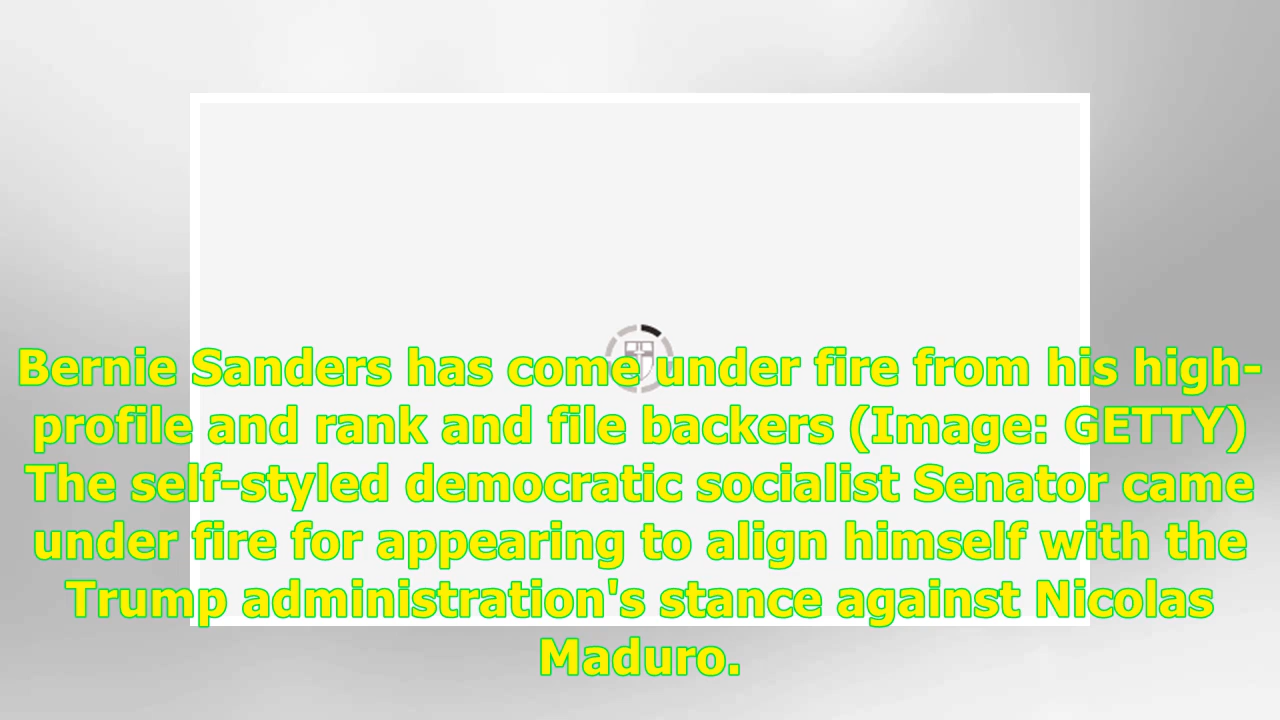 Bernie Sanders has come under fire from his high-
profile and rank and file backers (Image: GETTY)
The self-styled democratic socialist Senator came
under fire for appearing to align himself with the
Trump administration's stance against Nicolas
Maduro.